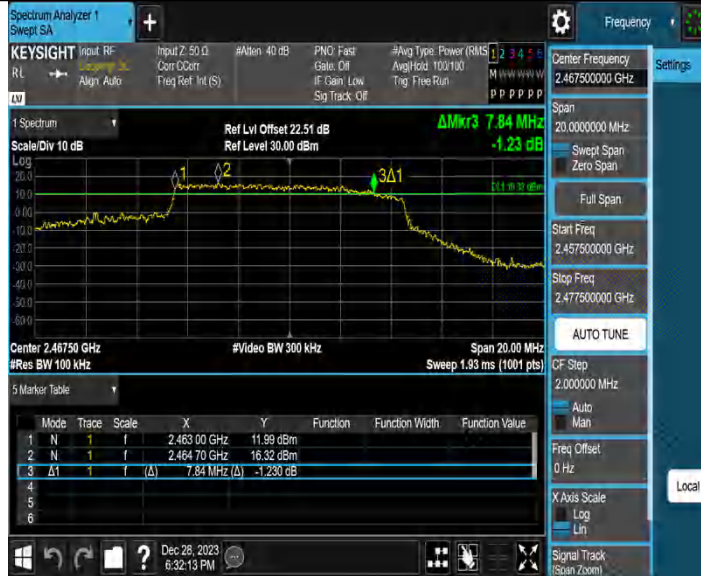 Spectrum Analyzer 1
Swept SA
+
Frequency
KEYSIGHT Input: RF Input Z: 50 Ω #Atten: 40 dB PNO: Fast #Avg Type: Power (RMS 1 2 3 4 5 6
RL Align: Auto Corr CCorr Gate: Off Avg|Hold: 100/100 M W W W W W
Freq Ref: Int (S) IF Gain: Low Trig: Free Run
Sig Track: Off P P P P P P
LXI
1 Spectrum
Scale/Div 10 dB
Ref Lvl Offset 22.51 dB
Ref Level 30.00 dBm
ΔMkr3 7.84 MHz
-1.23 dB
Log
20.0
10.0
0.00
-10.0
-20.0
-30.0
-40.0
-50.0
-60.0
1
2
3Δ1
Center 2.46750 GHz
#Res BW 100 kHz
#Video BW 300 kHz
Span 20.00 MHz
Sweep 1.93 ms (1001 pts)
5 Marker Table
Mode Trace Scale X Y Function Function Width Function Value
1 N 1 f 2.463 00 GHz 11.99 dBm
2 N 1 f 2.464 70 GHz 16.32 dBm
3 Δ1 1 f (Δ) 7.84 MHz (Δ) -1.230 dB
4
5
6
?
Dec 28, 2023
6:32:13 PM
Center Frequency
2.467500000 GHz
Settings
Span
20.0000000 MHz
Swept Span
Zero Span
Full Span
Start Freq
2.457500000 GHz
Stop Freq
2.477500000 GHz
AUTO TUNE
CF Step
2.000000 MHz
Auto
Man
Freq Offset
0 Hz
Local
X Axis Scale
Log
Lin
Signal Track
(Span Zoom)